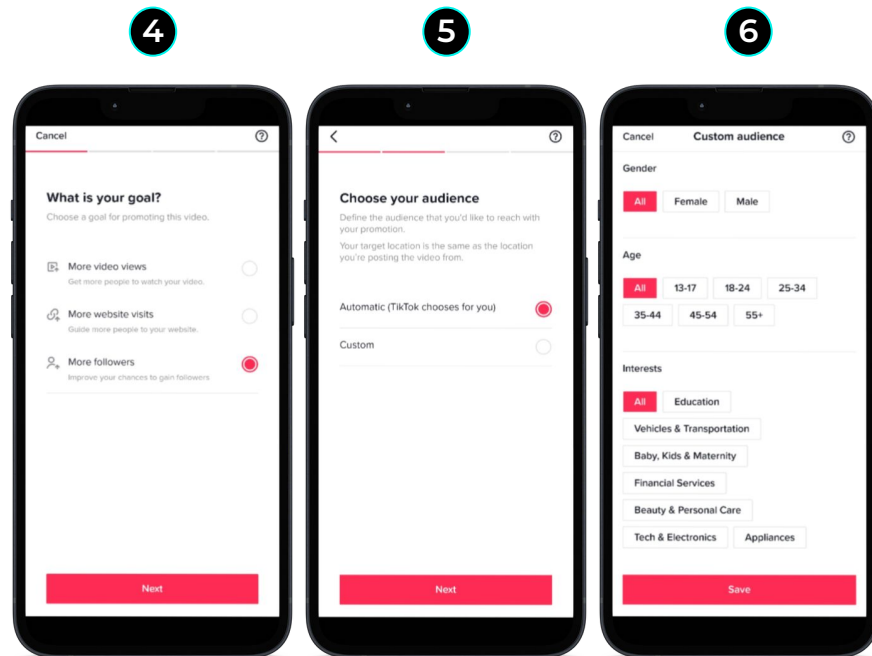 4
5
6
Cancel
?
What is your goal?
Choose a goal for promoting this video.
More video views
Get more people to watch your video.
More website visits
Guide more people to your website.
More followers
Improve your chances to gain followers
Next
?
Choose your audience
Define the audience that you'd like to reach with
your promotion.
Your target location is the same as the location
you're posting the video from.
Automatic (TikTok chooses for you)
Custom
Next
Cancel Custom audience ?
Gender
All Female Male
Age
All 13-17 18-24 25-34
35-44 45-54 55+
Interests
All Education
Vehicles & Transportation
Baby, Kids & Maternity
Financial Services
Beauty & Personal Care
Tech & Electronics Appliances
Save